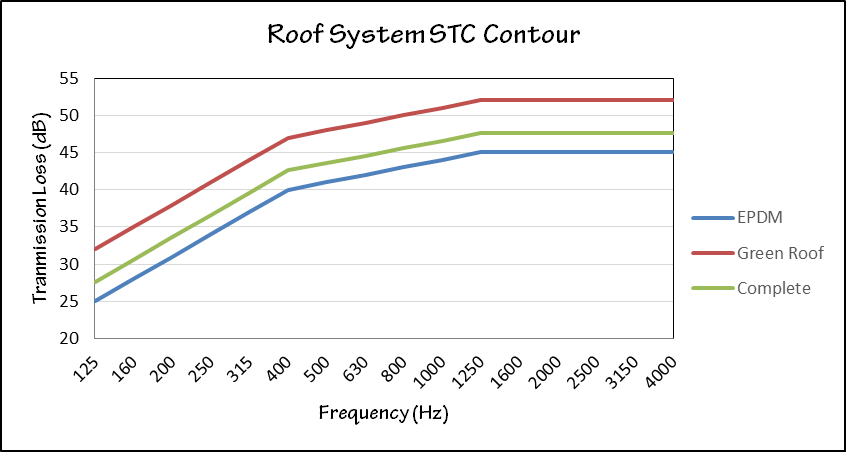 Roof System STC Contour
Tranmission Loss (dB)
55
50
45
40
35
30
25
20
125 160 200 250 315 400 500 630 800 1000 1250 1600 2000 2500 3150 4000
Frequency (Hz)
EPDM
Green Roof
Complete